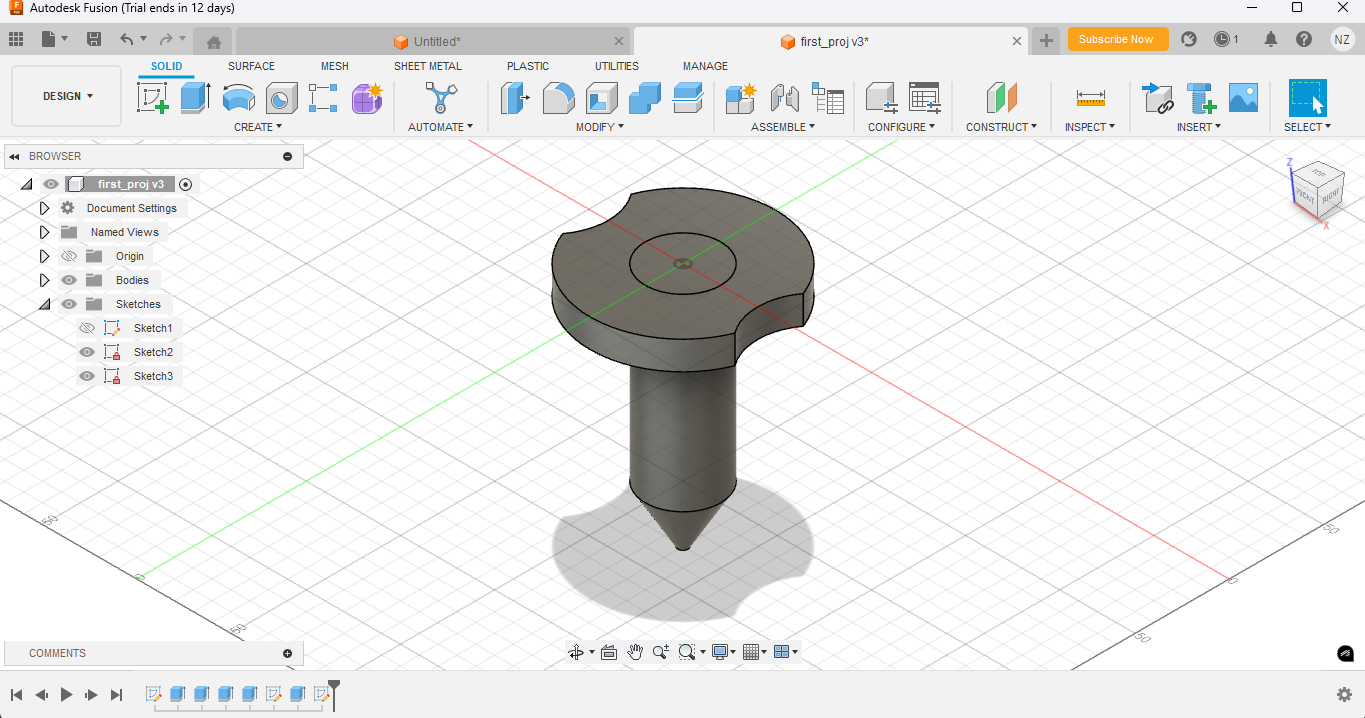 Autodesk Fusion (Trial ends in 12 days)
Untitled*
first_proj v3*
Subscribe Now
1
NZ
SOLID SURFACE MESH SHEET METAL PLASTIC UTILITIES MANAGE
DESIGN
CREATE AUTOMATE MODIFY ASSEMBLE CONFIGURE CONSTRUCT INSPECT INSERT SELECT
BROWSER
first_proj v3
Document Settings
Named Views
Origin
Bodies
Sketches
Sketch1
Sketch2
Sketch3
Z
TOP
FRONT
RIGHT
X
50
50
0
0
50
50
COMMENTS